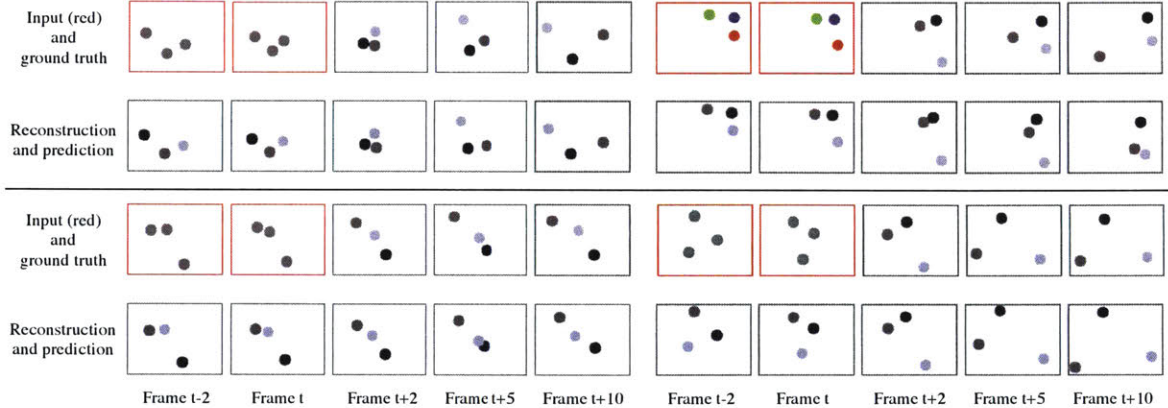 Input (red)
and
ground truth
Reconstruction
and prediction
Input (red)
and
ground truth
Reconstruction
and prediction
Frame t-2 Frame t Frame t+2 Frame t+5 Frame t+10 Frame t-2 Frame t Frame t+2 Frame t+5 Frame t+10